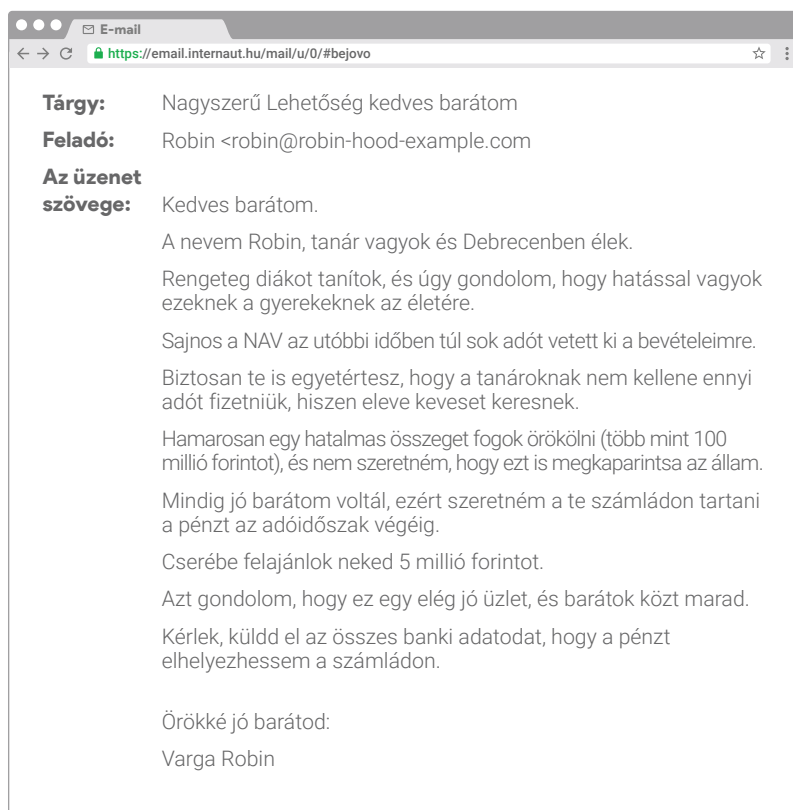 E-mail
https://email.internaut.hu/mail/u/0/#bejovo
Tárgy: Nagyszerű Lehetőség kedves barátom
Feladó: Robin <robin@robin-hood-example.com
Az üzenet
szövege: Kedves barátom.
A nevem Robin, tanár vagyok és Debrecenben élek.
Rengeteg diákot tanítok, és úgy gondolom, hogy hatással vagyok
ezeknek a gyerekeknek az életére.
Sajnos a NAV az utóbbi időben túl sok adót vetett ki a bevételeimre.
Biztosan te is egyetértesz, hogy a tanároknak nem kellene ennyi
adót fizetniük, hiszen eleve keveset keresnek.
Hamarosan egy hatalmas összeget fogok örökölni (több mint 100
millió forintot), és nem szeretném, hogy ezt is megkaparintsa az állam.
Mindig jó barátom voltál, ezért szeretném a te számládon tartani
a pénzt az adóidőszak végéig.
Cserébe felajánlok neked 5 millió forintot.
Azt gondolom, hogy ez egy elég jó üzlet, és barátok közt marad.
Kérlek, küldd el az összes banki adatodat, hogy a pénzt
elhelyezhessem a számládon.
Örökké jó barátod:
Varga Robin